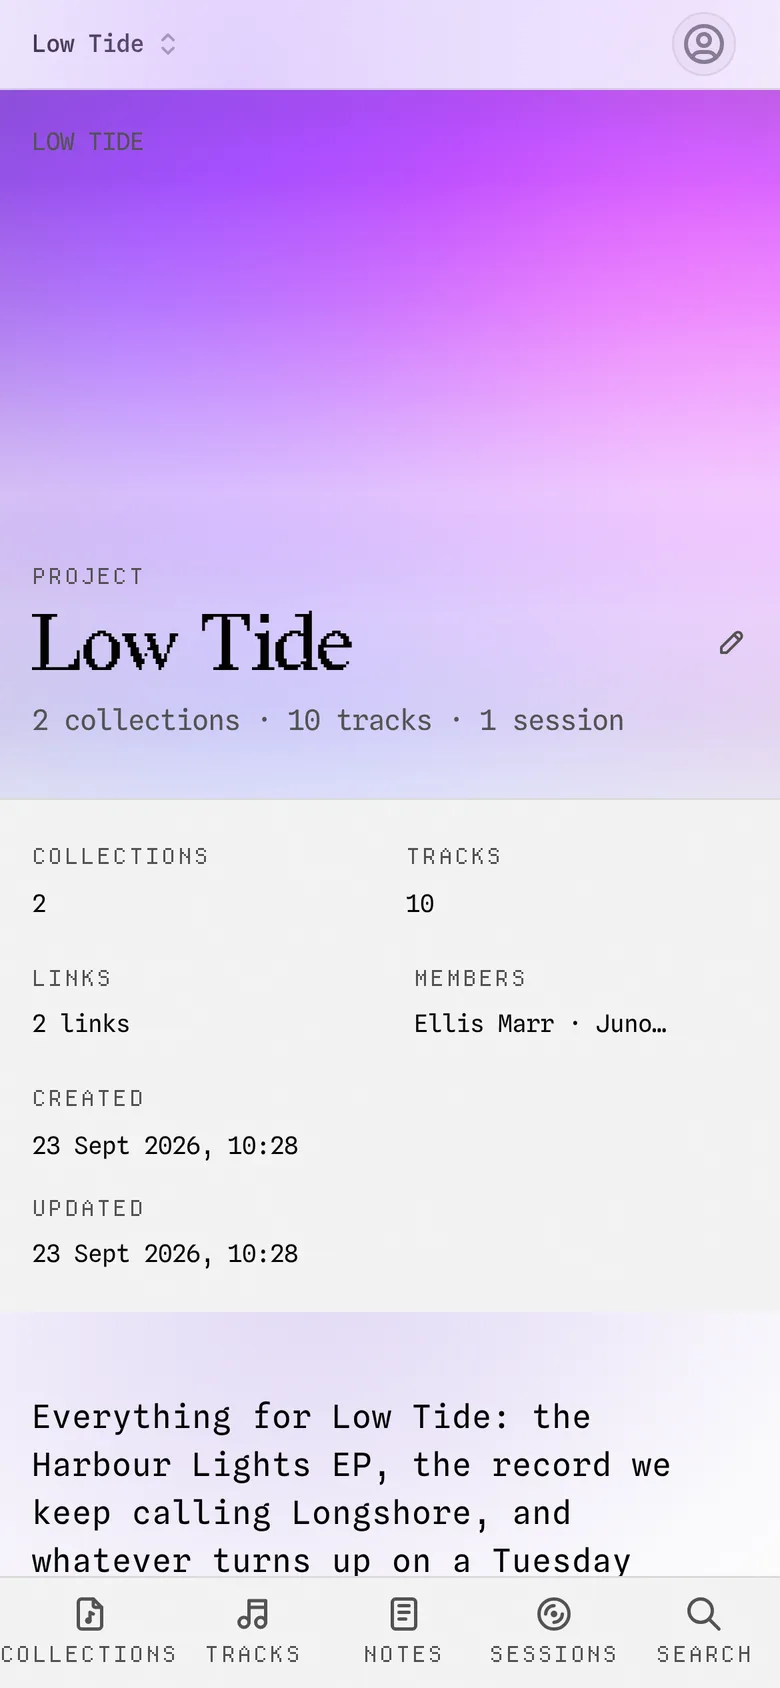 Low Tide
LOW TIDE
PROJECT
Low Tide
2 collections · 10 tracks · 1 session
COLLECTIONS
2
TRACKS
10
LINKS
2 links
MEMBERS
Ellis Marr · Juno…
CREATED
23 Sept 2026, 10:28
UPDATED
23 Sept 2026, 10:28
Everything for Low Tide: the
Harbour Lights EP, the record we
keep calling Longshore, and
whatever turns up on a Tuesday
COLLECTIONS
TRACKS
NOTES
SESSIONS
SEARCH